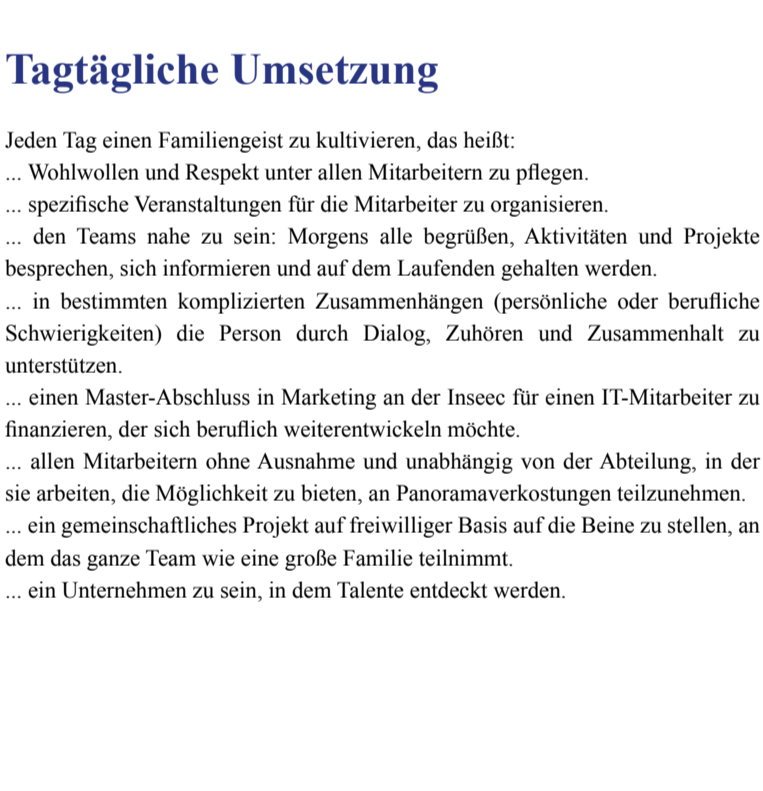 Tagtägliche Umsetzung
Jeden Tag einen Familiengeist zu kultivieren, das heißt:
... Wohlwollen und Respekt unter allen Mitarbeitern zu pflegen.
... spezifische Veranstaltungen für die Mitarbeiter zu organisieren.
... den Teams nahe zu sein: Morgens alle begrüßen, Aktivitäten und Projekte
besprechen, sich informieren und auf dem Laufenden gehalten werden.
... in bestimmten komplizierten Zusammenhängen (persönliche oder berufliche
Schwierigkeiten) die Person durch Dialog, Zuhören und Zusammenhalt zu
unterstützen.
... einen Master-Abschluss in Marketing an der Inseec für einen IT-Mitarbeiter zu
finanzieren, der sich beruflich weiterentwickeln möchte.
... allen Mitarbeitern ohne Ausnahme und unabhängig von der Abteilung, in der
sie arbeiten, die Möglichkeit zu bieten, an Panoramaverkostungen teilzunehmen.
... ein gemeinschaftliches Projekt auf freiwilliger Basis auf die Beine zu stellen, an
dem das ganze Team wie eine große Familie teilnimmt.
... ein Unternehmen zu sein, in dem Talente entdeckt werden.